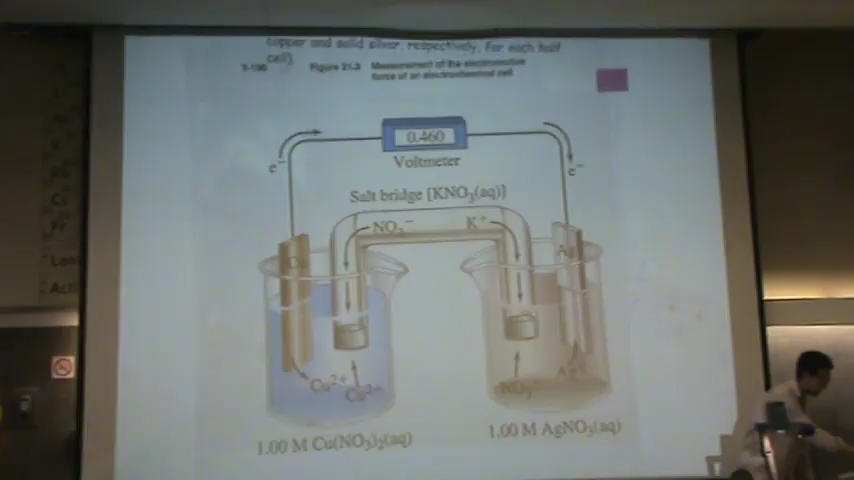 copper and solid silver, respectively, for each half
cell)
T-196 Figure 21.3 Measurement of the electromotive
force of an electrochemical cell
0.460
Voltmeter
e⁻
e⁻
Salt bridge [KNO₃(aq)]
NO₃⁻
K⁺
Cu
Ag
Cu²⁺
Cu²⁺
NO₃⁻
1.00 M Cu(NO₃)₂(aq)
1.00 M AgNO₃(aq)